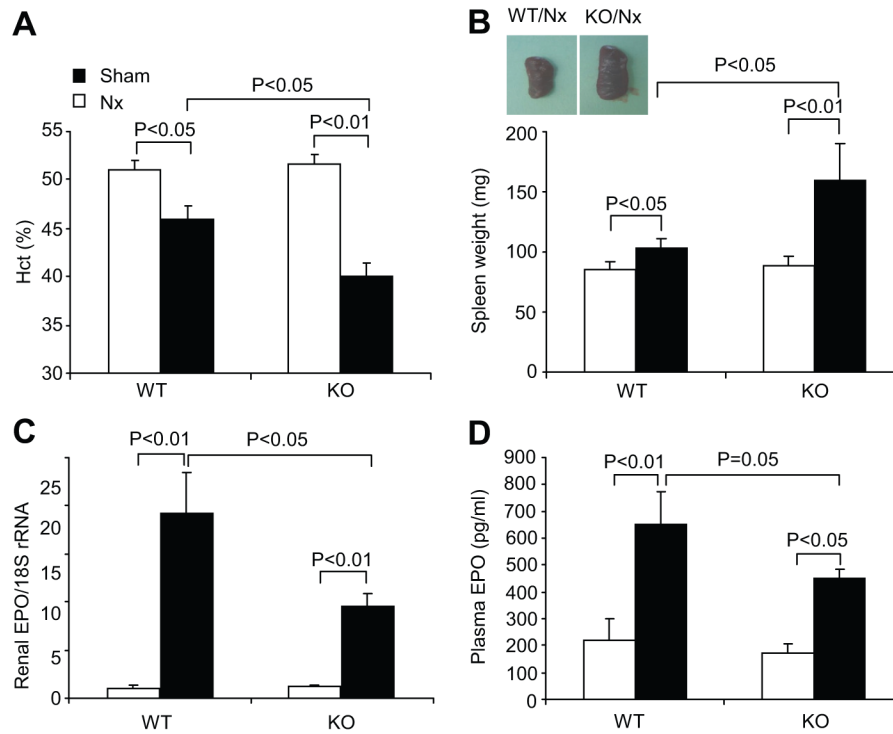 A
Sham
Nx
P<0.05
P<0.05
P<0.01
Hct (%)
55
50
45
40
35
30
WT
KO
B
WT/Nx
KO/Nx
P<0.05
P<0.01
P<0.05
Spleen weight (mg)
200
150
100
50
0
WT
KO
C
P<0.01
P<0.05
P<0.01
Renal EPO/18S rRNA
25
20
15
10
5
0
WT
KO
D
P<0.01
P=0.05
P<0.05
Plasma EPO (pg/ml)
900
800
700
600
500
400
300
200
100
0
WT
KO